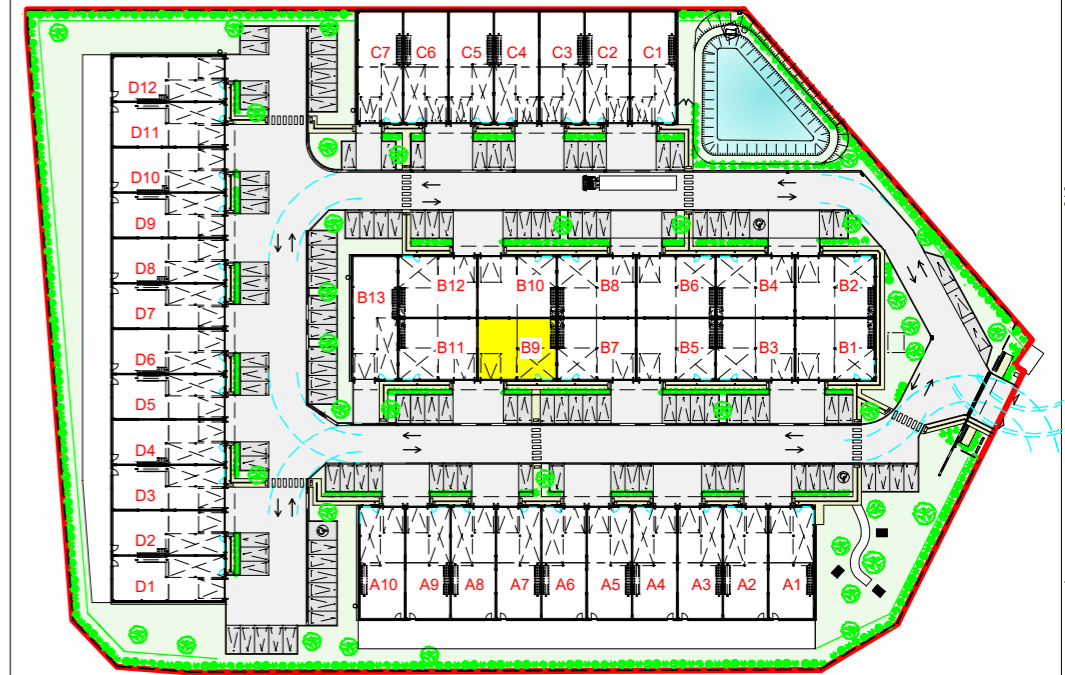 C7 C6 C5 C4 C3 C2 C1
D12
D11
D10
D9
D8
D7
D6
D5
D4
D3
D2
D1
B13 B12 B10 B8 B6 B4 B2
B11 B9 B7 B5 B3 B1
A10 A9 A8 A7 A6 A5 A4 A3 A2 A1